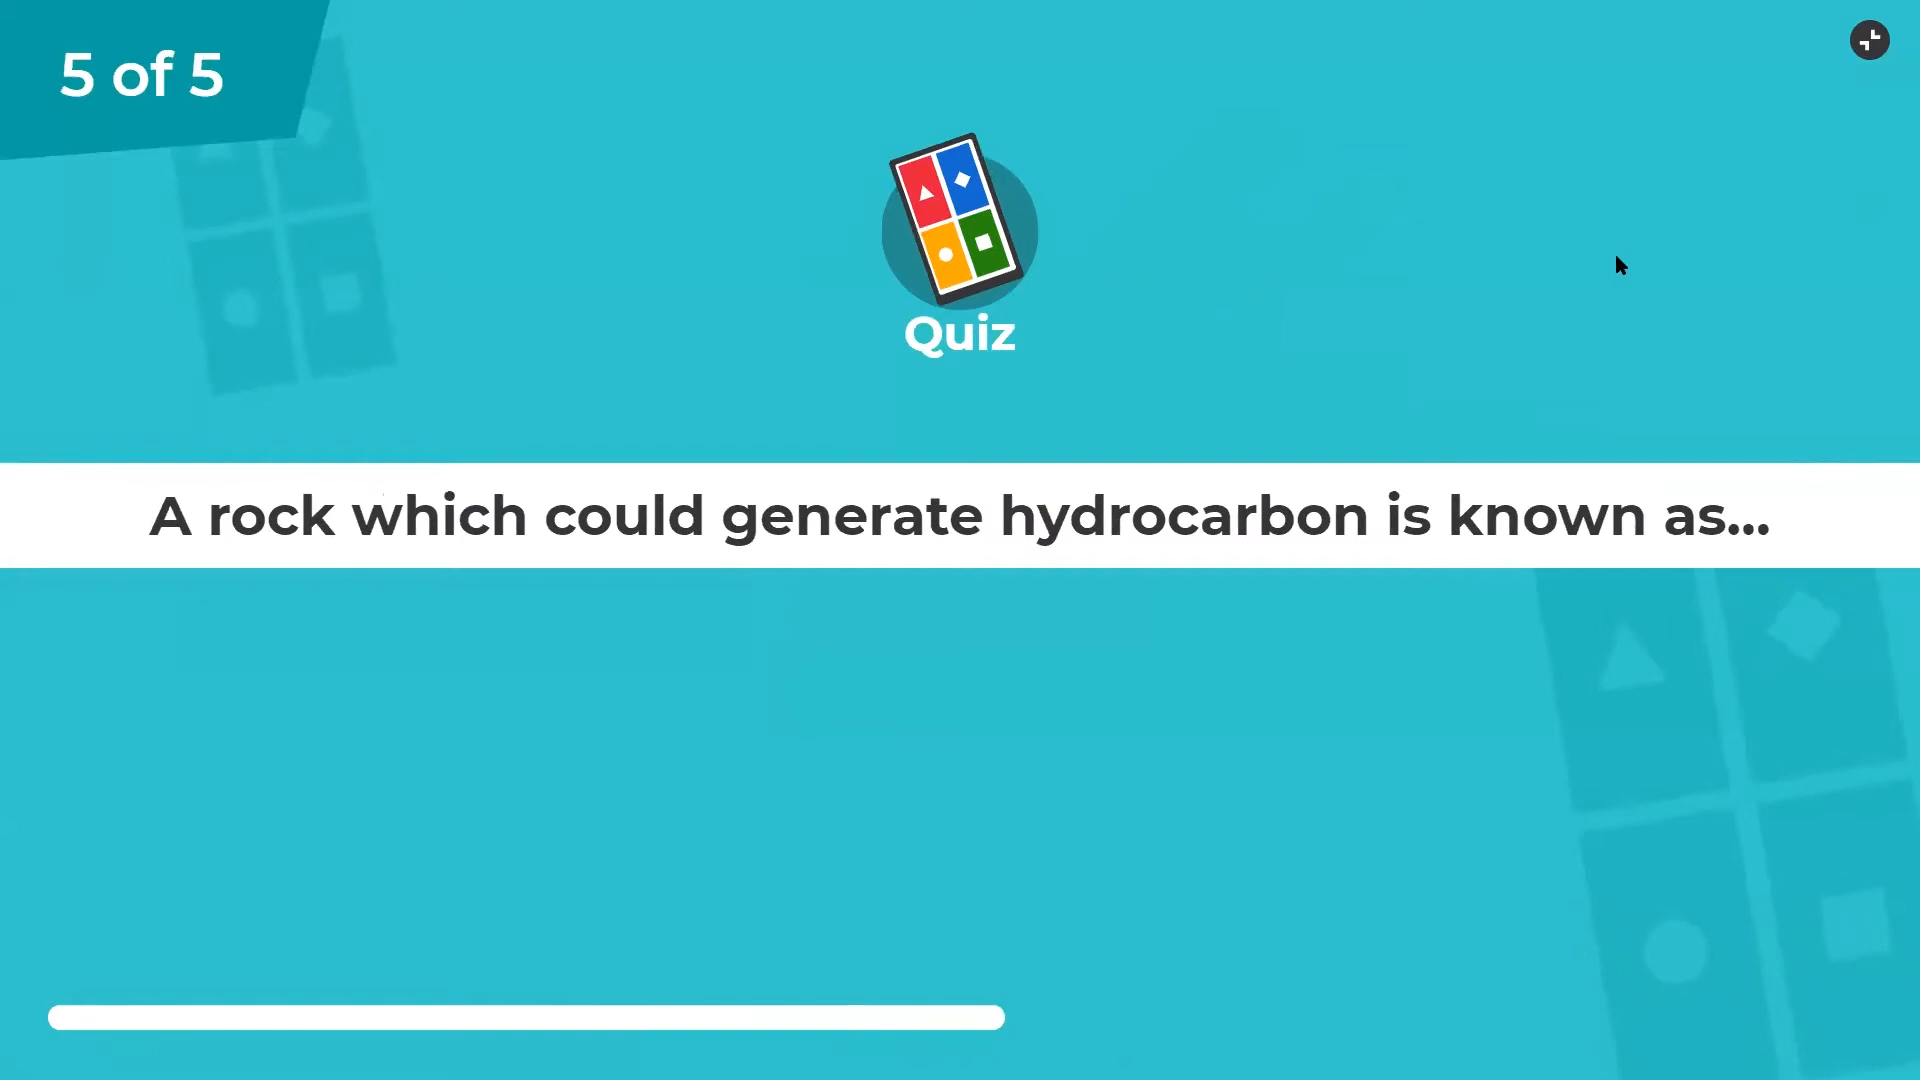 5 of 5
Quiz
A rock which could generate hydrocarbon is known as...